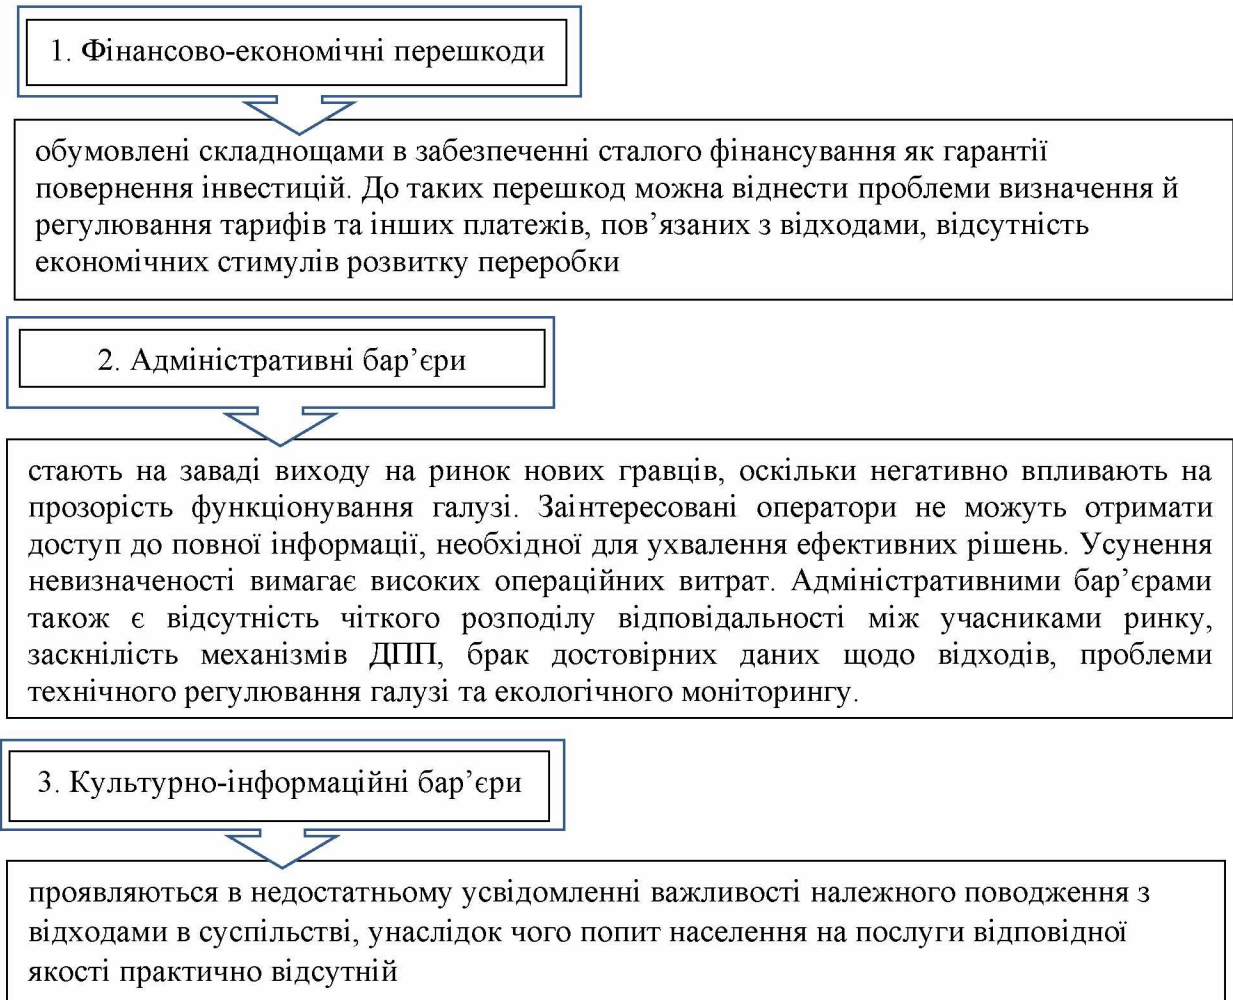 1. Фінансово-економічні перешкоди
обумовлені складнощами в забезпеченні сталого фінансування як гарантії
повернення інвестицій. До таких перешкод можна віднести проблеми визначення й
регулювання тарифів та інших платежів, пов’язаних з відходами, відсутність
економічних стимулів розвитку переробки
2. Адміністративні бар’єри
стають на заваді виходу на ринок нових гравців, оскільки негативно впливають на
прозорість функціонування галузі. Заінтересовані оператори не можуть отримати
доступ до повної інформації, необхідної для ухвалення ефективних рішень. Усунення
невизначеності вимагає високих операційних витрат. Адміністративними бар’єрами
також є відсутність чіткого розподілу відповідальності між учасниками ринку,
заскнілість механізмів ДПП, брак достовірних даних щодо відходів, проблеми
технічного регулювання галузі та екологічного моніторингу.
3. Культурно-інформаційні бар’єри
проявляються в недостатньому усвідомленні важливості належного поводження з
відходами в суспільстві, унаслідок чого попит населення на послуги відповідної
якості практично відсутній